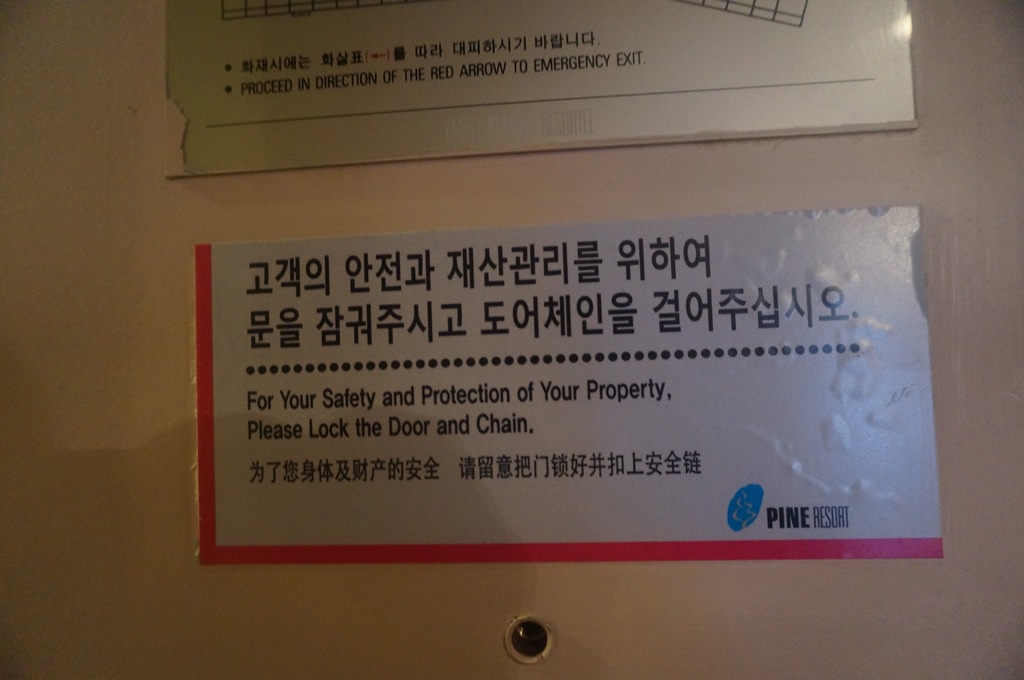 • 화재시에는 화살표(←)를 따라 대피하시기 바랍니다.
• PROCEED IN DIRECTION OF THE RED ARROW TO EMERGENCY EXIT.
RESORTEL
고객의 안전과 재산관리를 위하여
문을 잠궈주시고 도어체인을 걸어주십시오.
For Your Safety and Protection of Your Property,
Please Lock the Door and Chain.
为了您身体及财产的安全 请留意把门锁好并扣上安全链
PINE RESORT